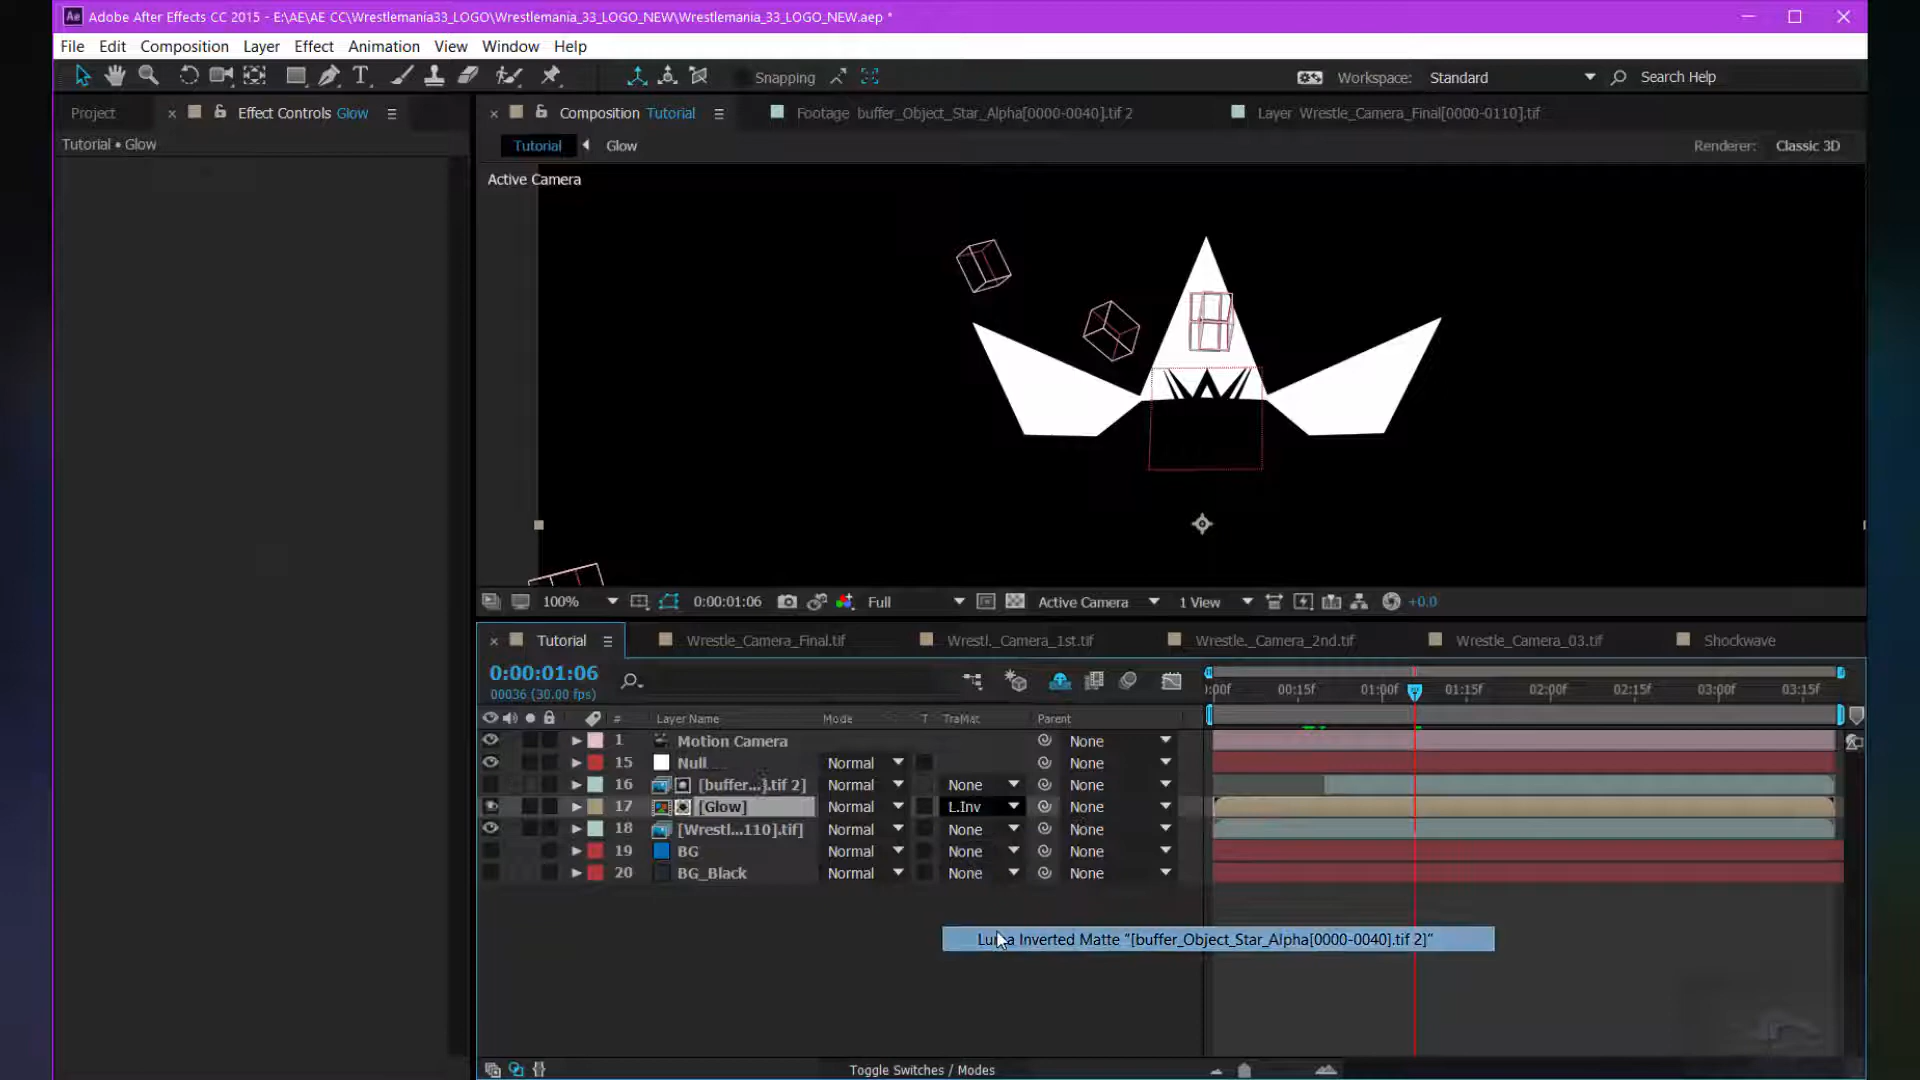 Adobe After Effects CC 2015 - E:\AE\AE CC\Wrestlemania33_LOGO\Wrestlemania_33_LOGO_NEW\Wrestlemania_33_LOGO_NEW.aep *
File Edit Composition Layer Effect Animation View Window Help
Snapping Workspace: Standard Search Help
Project Effect Controls Glow Composition Tutorial Footage buffer_Object_Star_Alpha[0000-0040].tif 2 Layer Wrestle_Camera_Final[0000-0110].tif
Tutorial • Glow Tutorial Glow Renderer: Classic 3D
Active Camera
100% 0:00:01:06 Full Active Camera 1 View +0.0
Tutorial Wrestle_Camera_Final.tif Wrestl._Camera_1st.tif Wrestle._Camera_2nd.tif Wrestle_Camera_03.tif Shockwave
0:00:01:06
00036 (30.00 fps) 00f 00:15f 01:00f 01:15f 02:00f 02:15f 03:00f 03:15f
# Layer Name Mode T TrkMat Parent
1 Motion Camera None
15 Null Normal None
16 [buffer...].tif 2] Normal None None
17 [Glow] Normal L.Inv None
18 [Wrestl...110].tif] Normal None None
19 BG Normal None None
20 BG_Black Normal None None
Luma Inverted Matte "[buffer_Object_Star_Alpha[0000-0040].tif 2]"
Toggle Switches / Modes